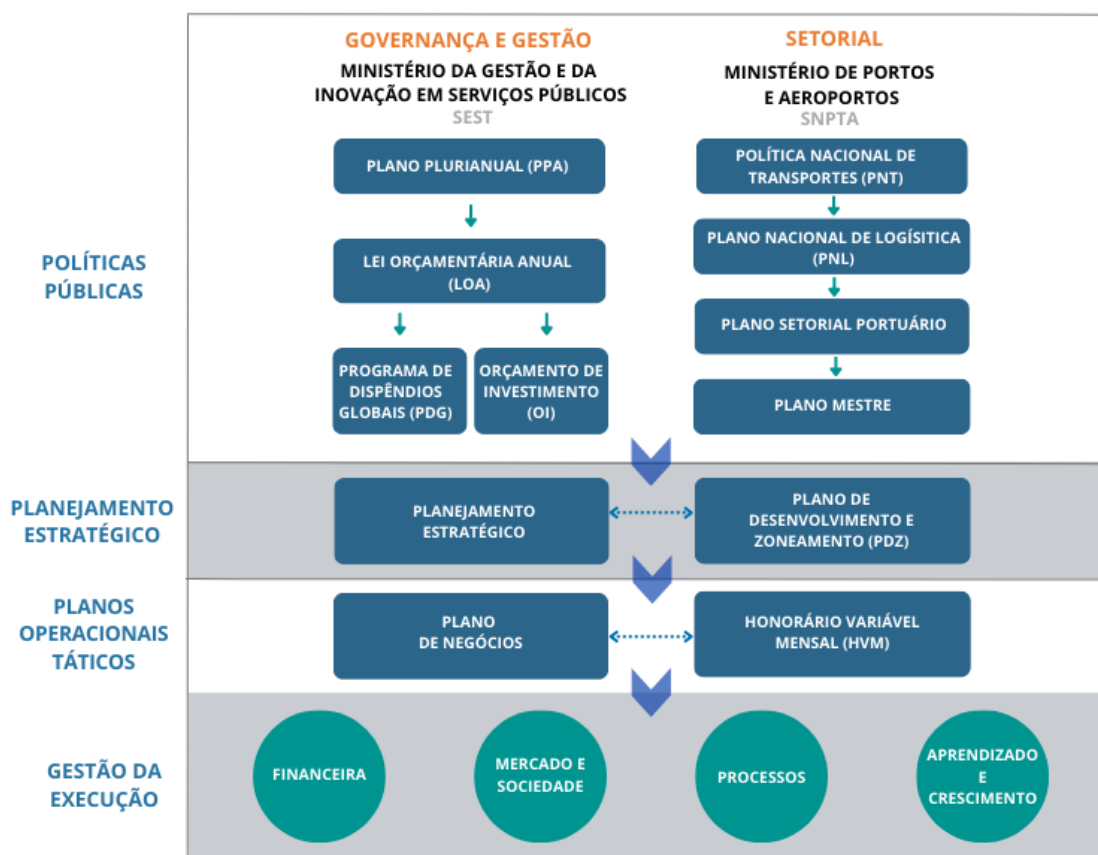 GOVERNANÇA E GESTÃO
MINISTÉRIO DA GESTÃO E DA
INOVAÇÃO EM SERVIÇOS PÚBLICOS
SEST
SETORIAL
MINISTÉRIO DE PORTOS
E AEROPORTOS
SNPTA
POLÍTICAS
PÚBLICAS
PLANO PLURIANUAL (PPA)
LEI ORÇAMENTÁRIA ANUAL
(LOA)
PROGRAMA DE
DISPÊNDIOS
GLOBAIS (PDG)
ORÇAMENTO DE
INVESTIMENTO
(OI)
POLÍTICA NACIONAL DE
TRANSPORTES (PNT)
PLANO NACIONAL DE LOGÍSITICA
(PNL)
PLANO SETORIAL PORTUÁRIO
PLANO MESTRE
PLANEJAMENTO
ESTRATÉGICO
PLANEJAMENTO
ESTRATÉGICO
PLANO DE
DESENVOLVIMENTO E
ZONEAMENTO (PDZ)
PLANOS
OPERACIONAIS
TÁTICOS
PLANO
DE NEGÓCIOS
HONORÁRIO VARIÁVEL
MENSAL (HVM)
GESTÃO DA
EXECUÇÃO
FINANCEIRA
MERCADO E
SOCIEDADE
PROCESSOS
APRENDIZADO
E
CRESCIMENTO